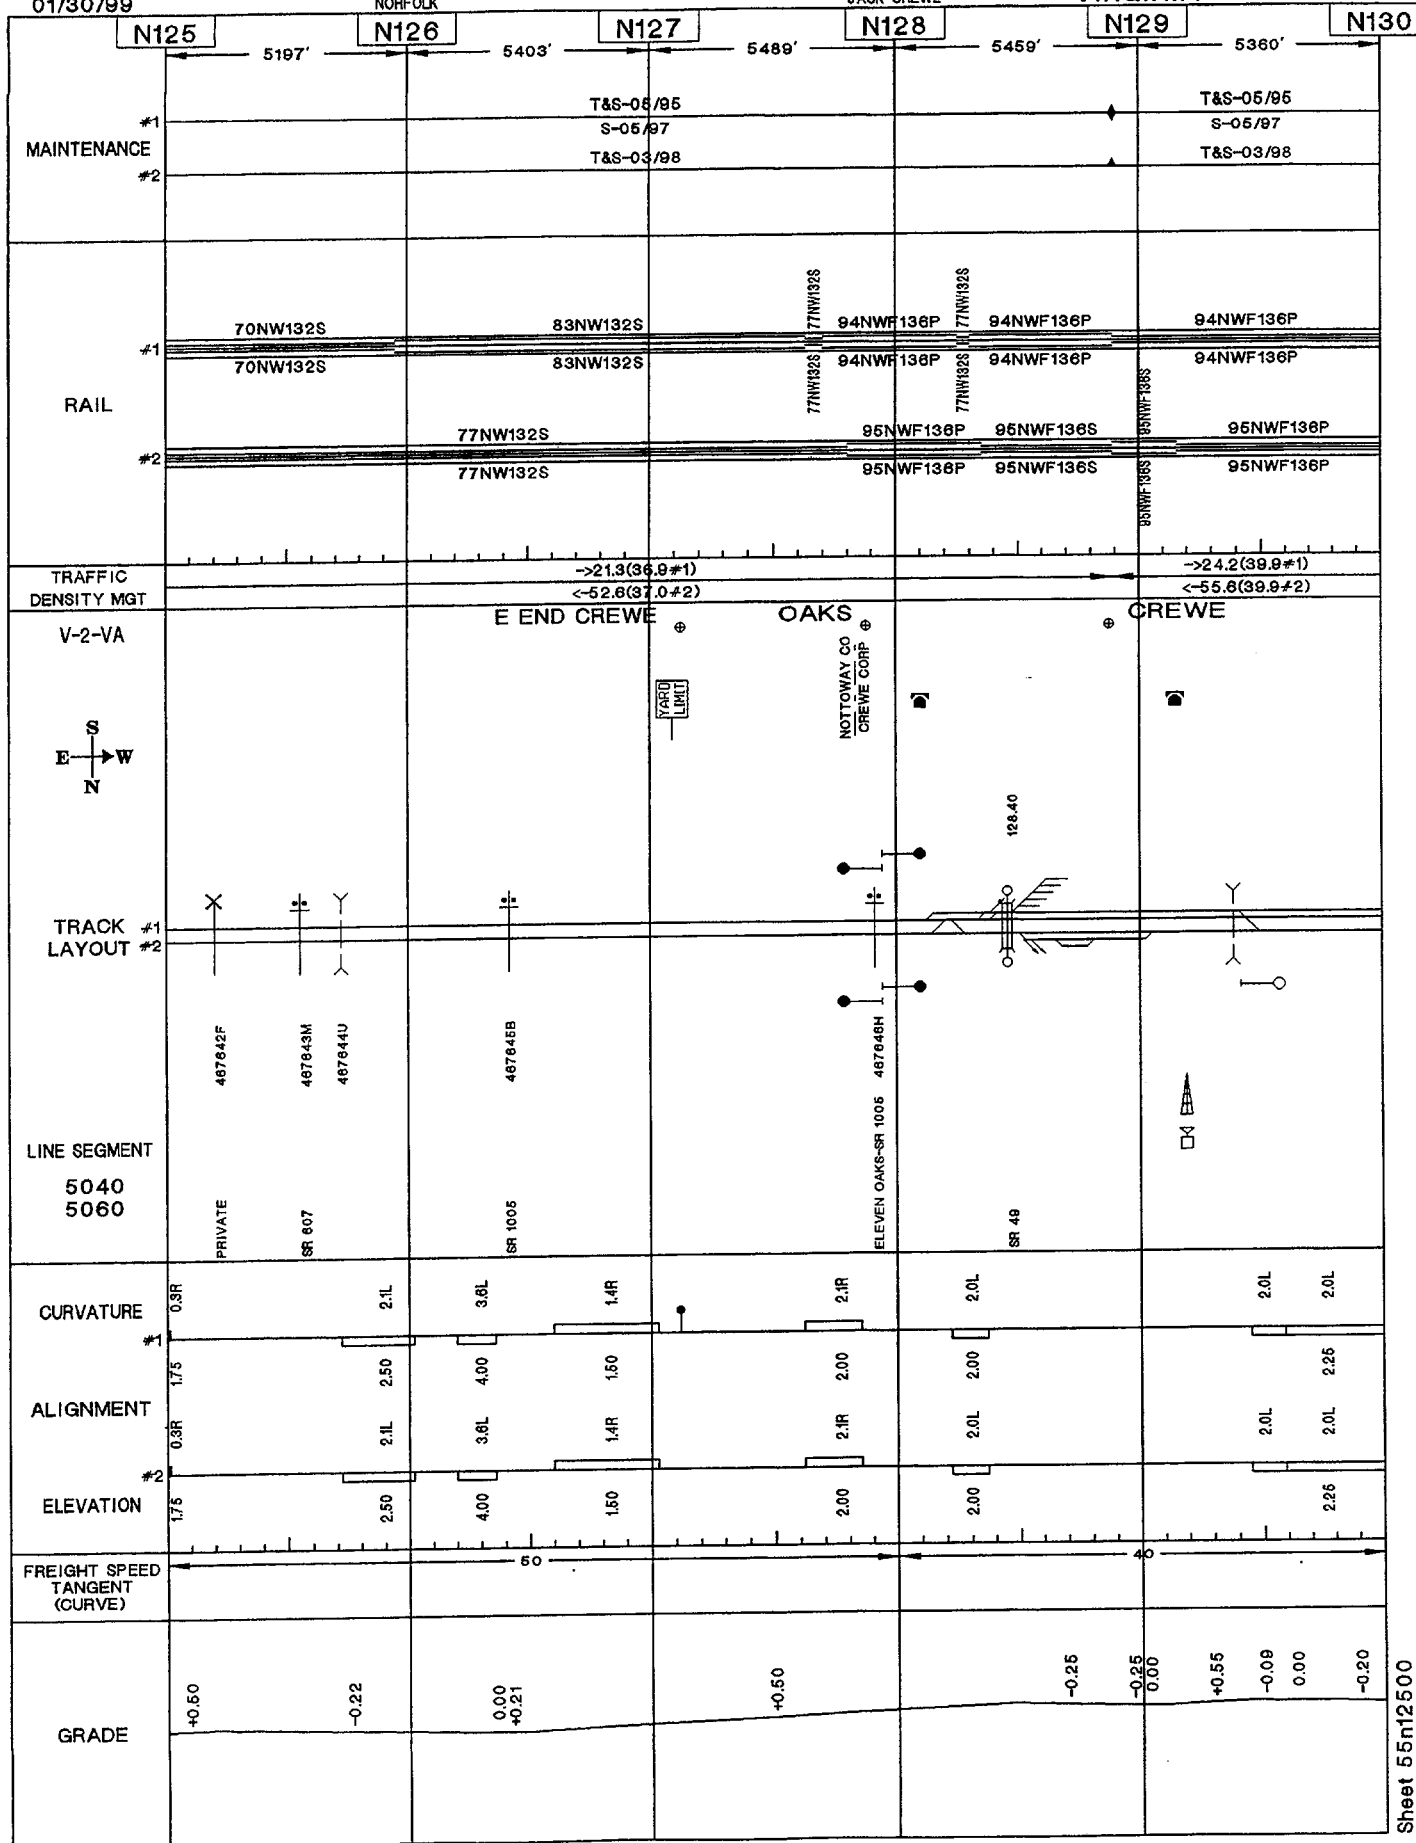 01/30/99
NORFOLK
N125 N126 N127 N128 N129 N130
5197' 5403' 5489' 5459' 5360'
MAINTENANCE
#1
T&S-05/95 T&S-05/95
S-05/97 S-05/97
#2
T&S-03/98 T&S-03/98
RAIL
77NW132S 77NW132S
70NW132S 83NW132S 94NWF136P 94NWF136P 94NWF136P
#1
70NW132S 83NW132S 94NWF136P 94NWF136P 94NWF136P
77NW132S 77NW132S
95NWF136S
77NW132S 95NWF136P 95NWF136S 95NWF136P
#2
77NW132S 95NWF136P 95NWF136S 95NWF136P
95NWF136S
TRAFFIC
DENSITY MGT
->21.3(36.9#1) ->24.2(39.9#1)
<-52.6(37.0#2) <-55.6(39.9#2)
V-2-VA
E END CREWE OAKS CREWE
YARD
LIMIT
NOTTOWAY CO
CREWE CORP
S
E W
N
128.40
TRACK #1
LAYOUT #2
467642F 467643M 467644U 467645B 467646H
LINE SEGMENT
5040
5060
PRIVATE SR 607 SR 1005 ELEVEN OAKS-SR 1005 SR 49
CURVATURE
0.3R 2.1L 3.6L 1.4R 2.1R 2.0L 2.0L 2.0L
#1
1.75 2.50 4.00 1.50 2.00 2.00 2.25
ALIGNMENT
0.3R 2.1L 3.6L 1.4R 2.1R 2.0L 2.0L 2.0L
#2
ELEVATION
1.75 2.50 4.00 1.50 2.00 2.00 2.25
FREIGHT SPEED
TANGENT
(CURVE)
50 40
GRADE
+0.50 -0.22 0.00 +0.21 +0.50 -0.25 -0.25 0.00 +0.55 -0.09 0.00 -0.20
Sheet 55n12500